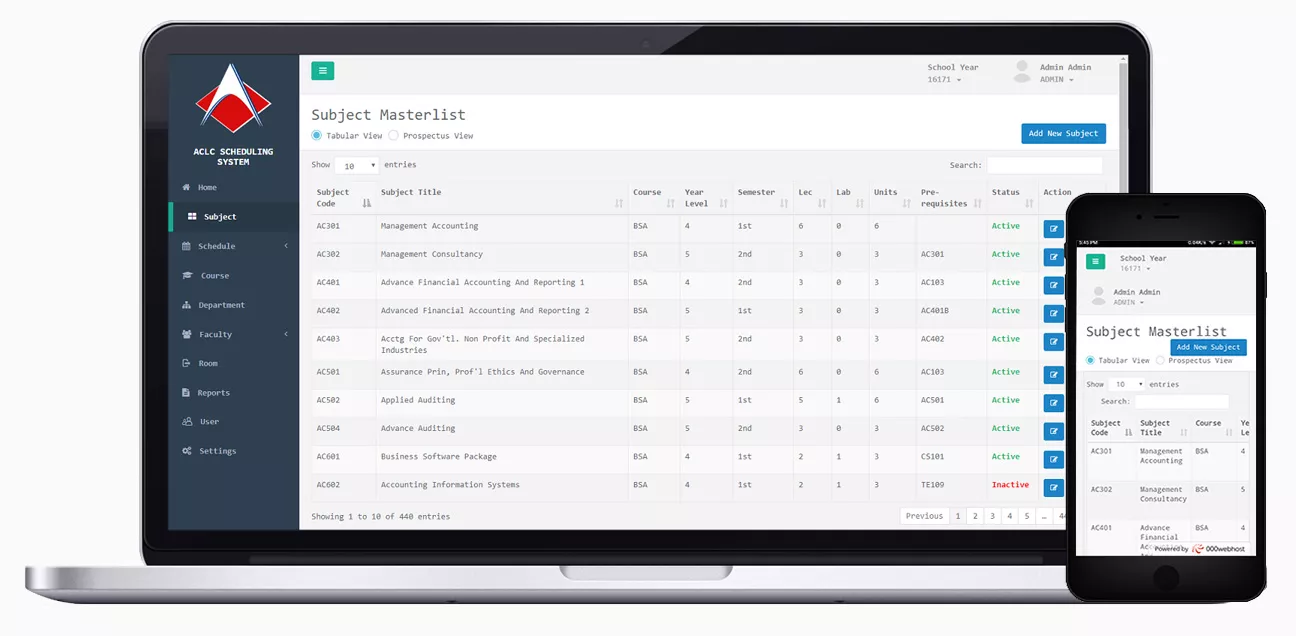 School Year
16171
Admin Admin
ADMIN
ACLC SCHEDULING
SYSTEM
Home
Subject
Schedule
Course
Department
Faculty
Room
Reports
User
Settings
Subject Masterlist
Tabular View Prospectus View
Add New Subject
Show 10 entries
Search:
Subject Code Subject Title Course Year Level Semester Lec Lab Units Pre-requisites Status Action
AC301 Management Accounting BSA 4 1st 6 0 6 Active
AC302 Management Consultancy BSA 5 2nd 3 0 3 AC301 Active
AC401 Advance Financial Accounting And Reporting 1 BSA 4 2nd 3 0 3 AC103 Active
AC402 Advanced Financial Accounting And Reporting 2 BSA 5 1st 3 0 3 AC401B Active
AC403 Acctg For Gov'tl. Non Profit And Specialized Industries BSA 5 2nd 3 0 3 AC402 Active
AC501 Assurance Prin, Prof'l Ethics And Governance BSA 4 2nd 6 0 6 AC103 Active
AC502 Applied Auditing BSA 5 1st 5 1 6 AC501 Active
AC504 Advance Auditing BSA 5 2nd 3 0 3 AC502 Active
AC601 Business Software Package BSA 4 1st 2 1 3 CS101 Active
AC602 Accounting Information Systems BSA 4 1st 2 1 3 TE109 Inactive
Showing 1 to 10 of 440 entries
Previous 1 2 3 4 5 …
5:45 PM 87%
School Year
16171
Admin Admin
ADMIN
Subject Masterlist
Add New Subject
Tabular View Prospectus View
Show 10 entries
Search:
Subject Code Subject Title Course Ye Le
AC301 Management Accounting BSA 4
AC302 Management Consultancy BSA 5
AC401 Advance Financial BSA 4
Powered by 000webhost